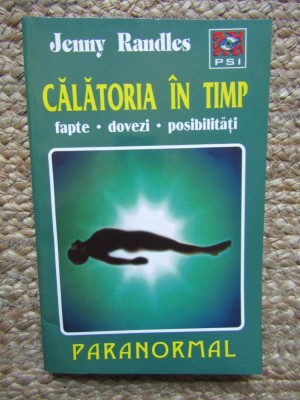 Jenny Randles
PSI
CĂLĂTORIA ÎN TIMP
fapte • dovezi • posibilităţi
PARANORMAL